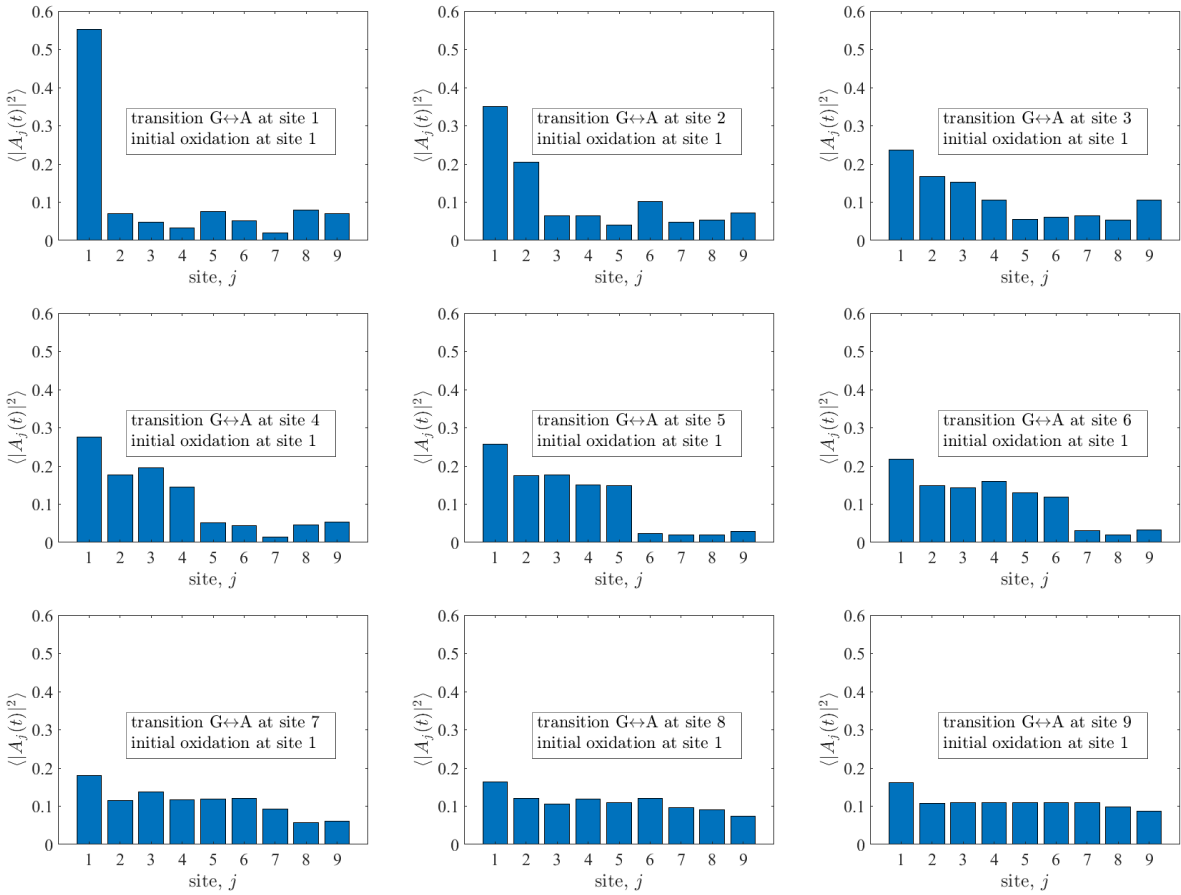 0.6
0.5
0.4
0.3
0.2
0.1
0
⟨|A_j(t)|²⟩
transition G↔A at site 1
initial oxidation at site 1
1 2 3 4 5 6 7 8 9
site, j
0.6
0.5
0.4
0.3
0.2
0.1
0
⟨|A_j(t)|²⟩
transition G↔A at site 2
initial oxidation at site 1
1 2 3 4 5 6 7 8 9
site, j
0.6
0.5
0.4
0.3
0.2
0.1
0
⟨|A_j(t)|²⟩
transition G↔A at site 3
initial oxidation at site 1
1 2 3 4 5 6 7 8 9
site, j
0.6
0.5
0.4
0.3
0.2
0.1
0
⟨|A_j(t)|²⟩
transition G↔A at site 4
initial oxidation at site 1
1 2 3 4 5 6 7 8 9
site, j
0.6
0.5
0.4
0.3
0.2
0.1
0
⟨|A_j(t)|²⟩
transition G↔A at site 5
initial oxidation at site 1
1 2 3 4 5 6 7 8 9
site, j
0.6
0.5
0.4
0.3
0.2
0.1
0
⟨|A_j(t)|²⟩
transition G↔A at site 6
initial oxidation at site 1
1 2 3 4 5 6 7 8 9
site, j
0.6
0.5
0.4
0.3
0.2
0.1
0
⟨|A_j(t)|²⟩
transition G↔A at site 7
initial oxidation at site 1
1 2 3 4 5 6 7 8 9
site, j
0.6
0.5
0.4
0.3
0.2
0.1
0
⟨|A_j(t)|²⟩
transition G↔A at site 8
initial oxidation at site 1
1 2 3 4 5 6 7 8 9
site, j
0.6
0.5
0.4
0.3
0.2
0.1
0
⟨|A_j(t)|²⟩
transition G↔A at site 9
initial oxidation at site 1
1 2 3 4 5 6 7 8 9
site, j